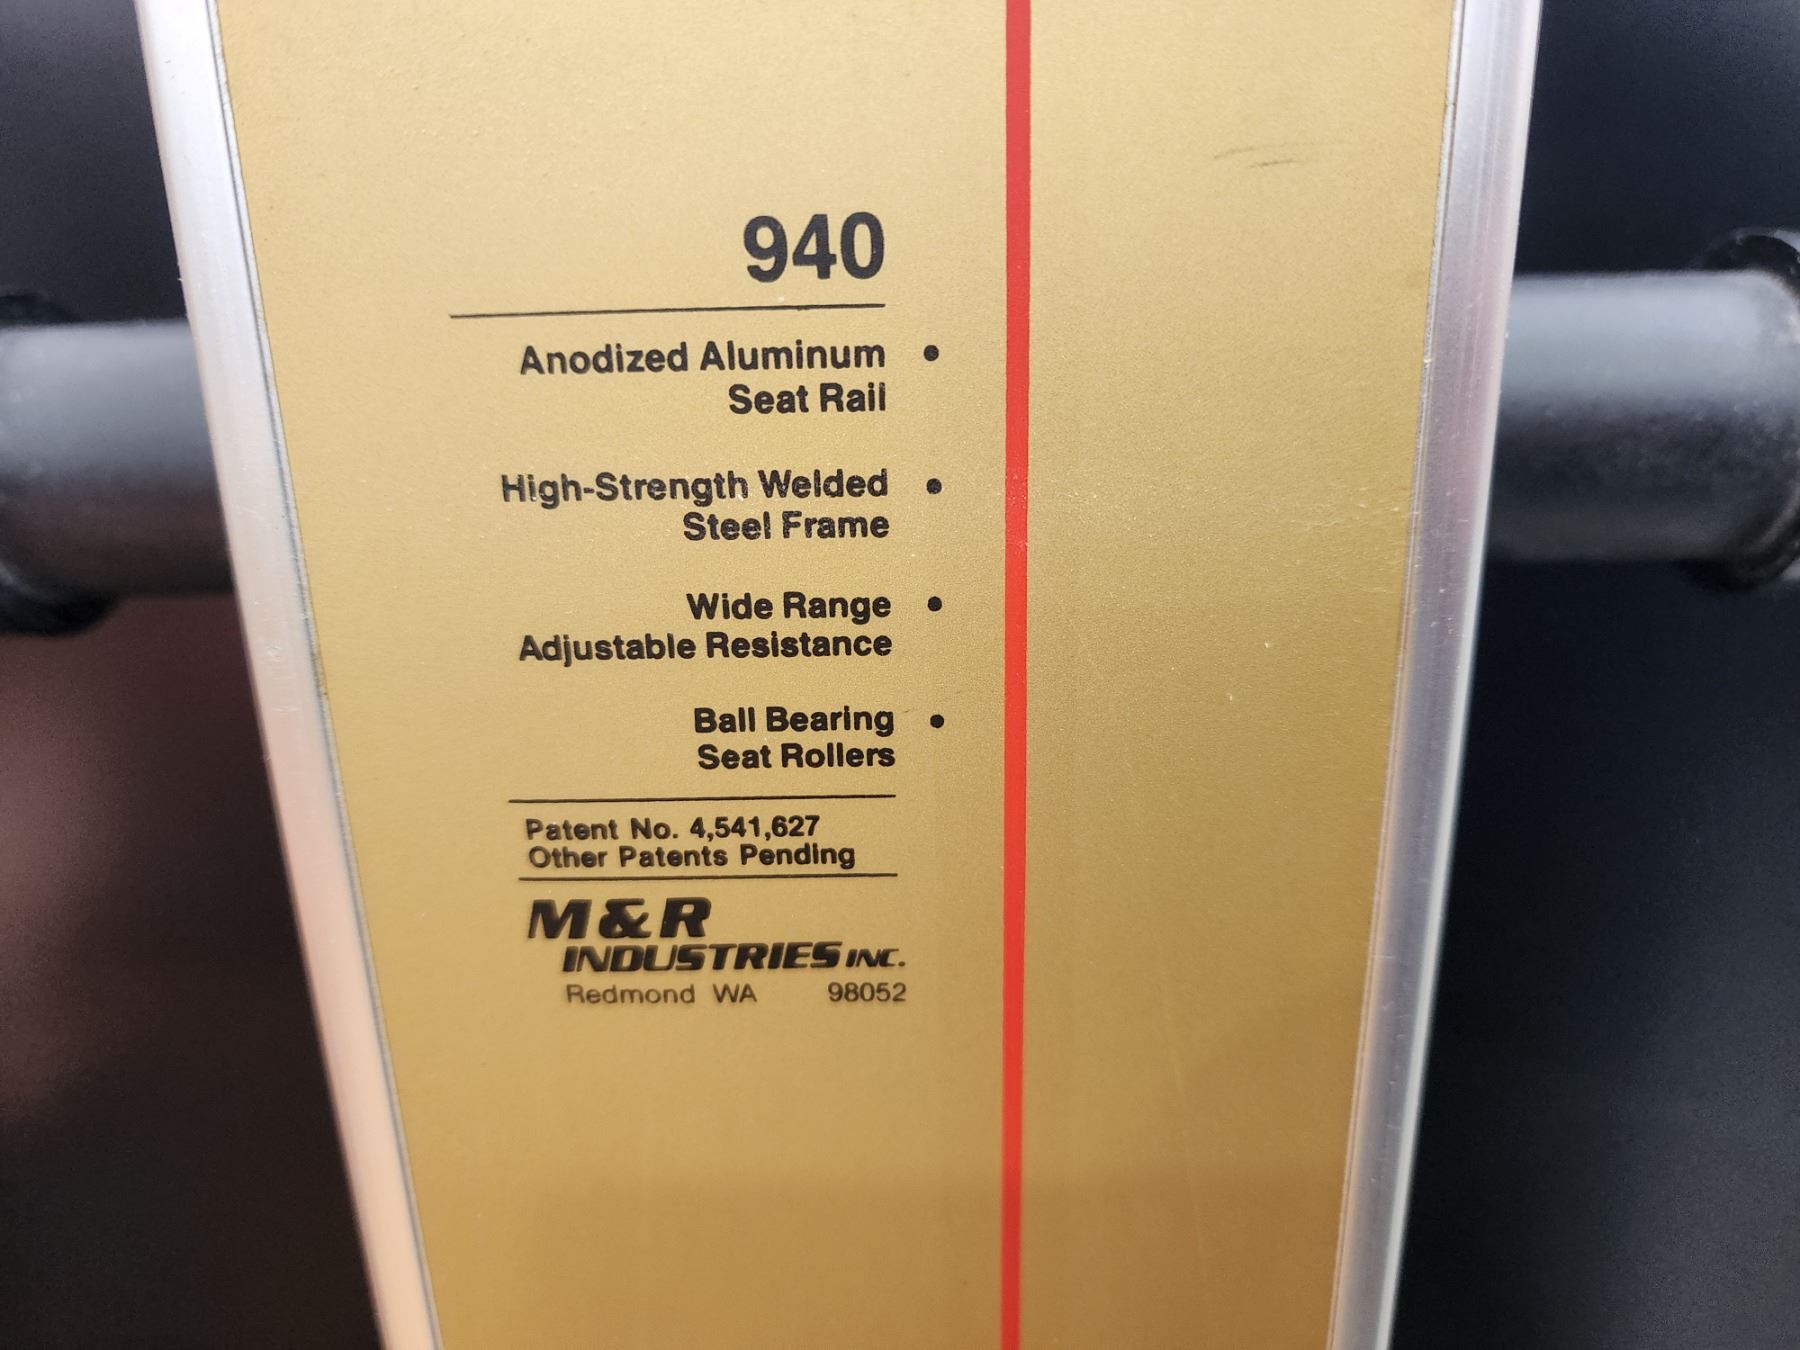 940
Anodized Aluminum •
Seat Rail
High-Strength Welded •
Steel Frame
Wide Range •
Adjustable Resistance
Ball Bearing •
Seat Rollers
Patent No. 4,541,627
Other Patents Pending
M&R
INDUSTRIES INC.
Redmond WA 98052